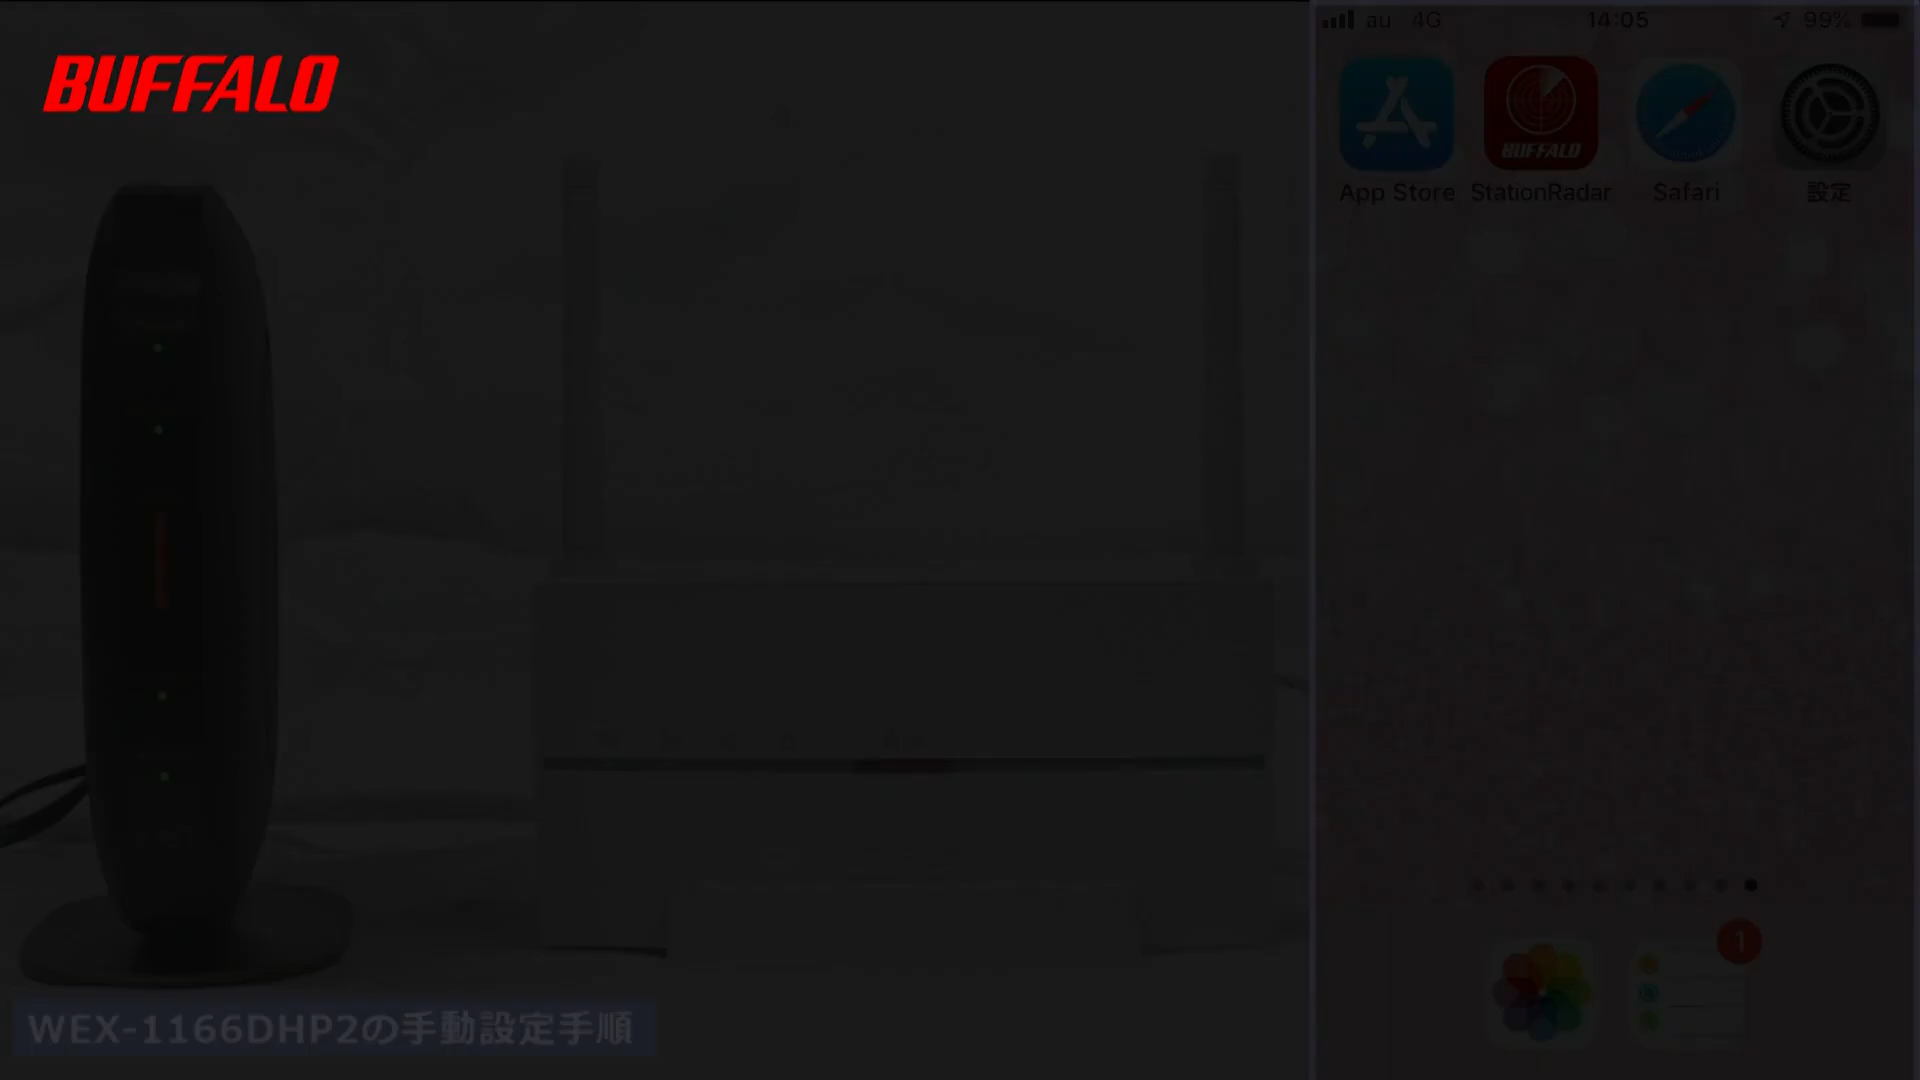 BUFFALO
au 4G 14:05 99%
BUFFALO
App Store StationRadar Safari 設定
1
WEX-1166DHP2の手動設定手順